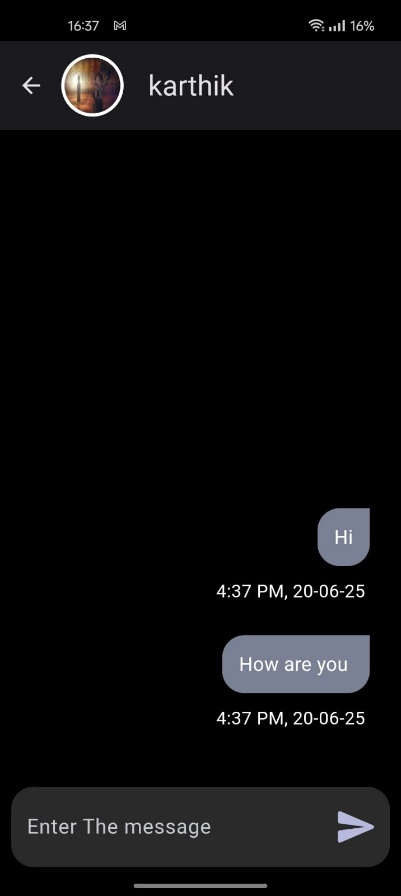 16:37 16%
karthik
Hi
4:37 PM, 20-06-25
How are you
4:37 PM, 20-06-25
Enter The message